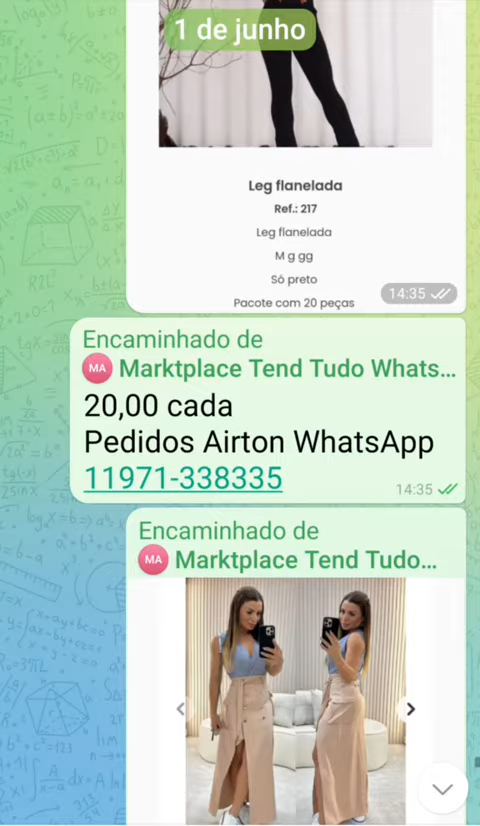 1 de junho
Leg flanelada
Ref.: 217
Leg flanelada
M g gg
Só preto
Pacote com 20 peças
14:35
Encaminhado de
MA Marktplace Tend Tudo Whats...
20,00 cada
Pedidos Airton WhatsApp
11971-338335
14:35
Encaminhado de
MA Marktplace Tend Tudo...